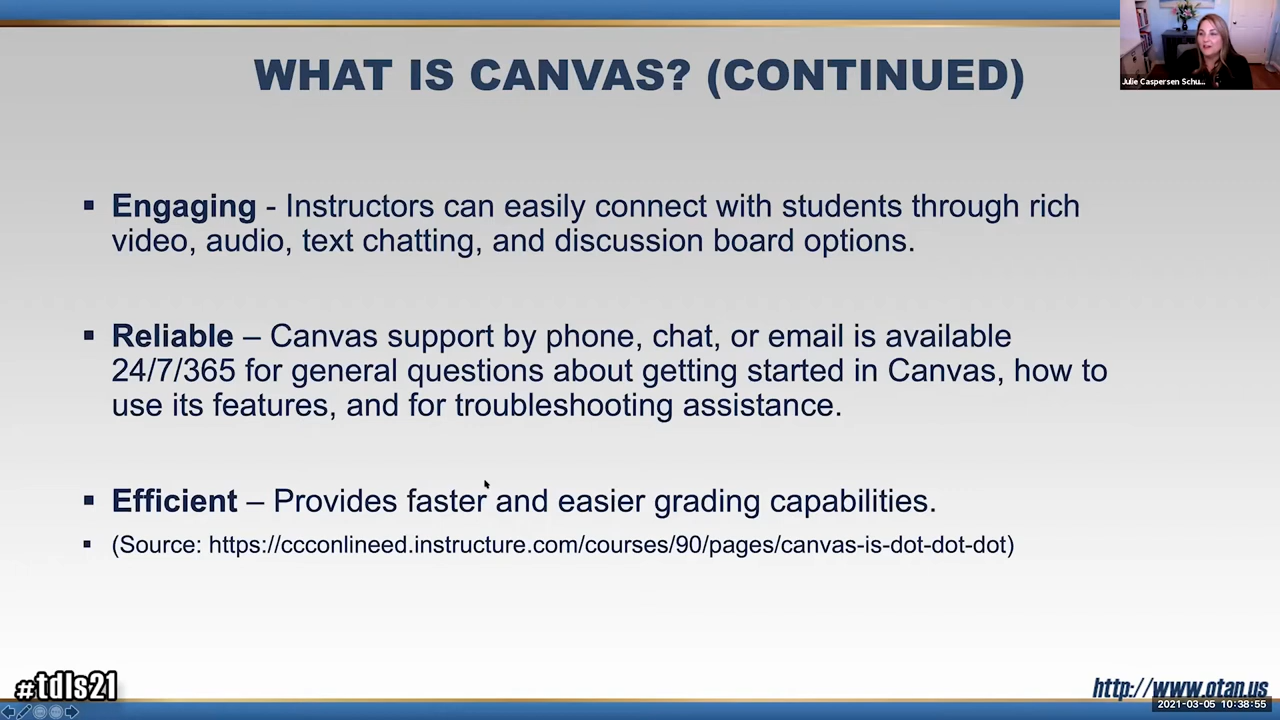 WHAT IS CANVAS? (CONTINUED)
Julie Caspersen Schu...
▪ Engaging - Instructors can easily connect with students through rich
video, audio, text chatting, and discussion board options.
▪ Reliable – Canvas support by phone, chat, or email is available
24/7/365 for general questions about getting started in Canvas, how to
use its features, and for troubleshooting assistance.
▪ Efficient – Provides faster and easier grading capabilities.
▪ (Source: https://ccconlineed.instructure.com/courses/90/pages/canvas-is-dot-dot-dot)
#tdls21
http://www.otan.us
2021-03-05 10:38:55